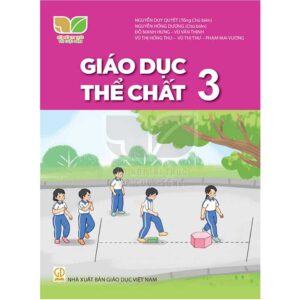 NGUYỄN DUY QUYẾT (Tổng Chủ biên)
NGUYỄN HỒNG DƯƠNG (Chủ biên)
ĐỖ MẠNH HƯNG – VŨ VĂN THỊNH
VŨ THỊ HỒNG THU – VŨ THỊ THƯ – PHẠM MAI VƯƠNG
GIÁO DỤC
THỂ CHẤT 3
NHÀ XUẤT BẢN GIÁO DỤC VIỆT NAM